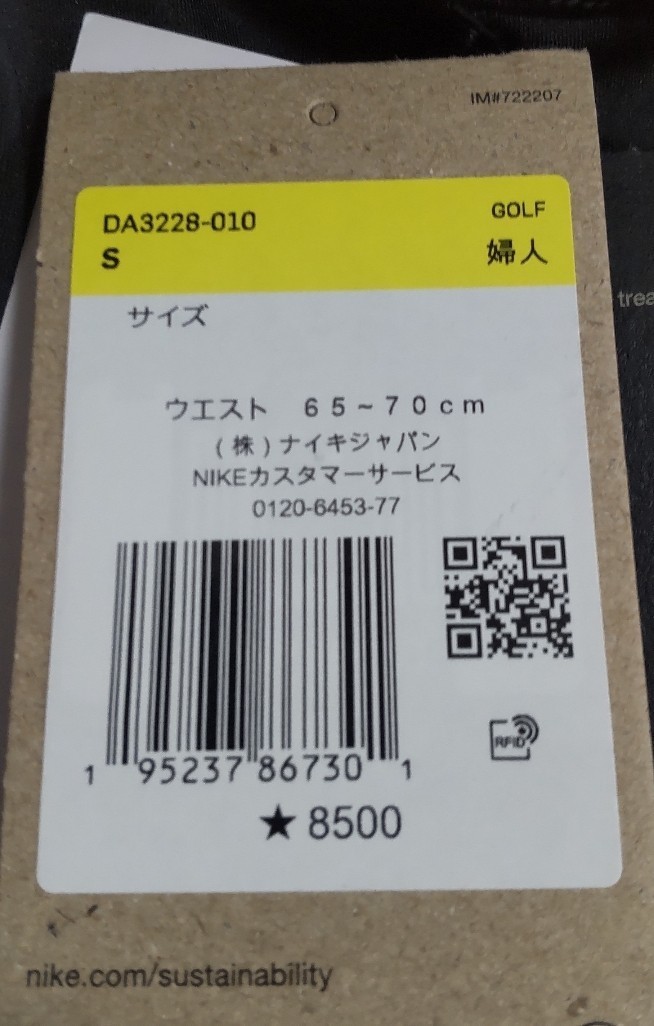 IM#722207
DA3228-010
GOLF
S
婦人
サイズ
ウエスト ６５~７０ｃｍ
(株)ナイキジャパン
NIKEカスタマーサービス
0120-6453-77
RFID
1 95237 86730 1
★8500
nike.com/sustainability